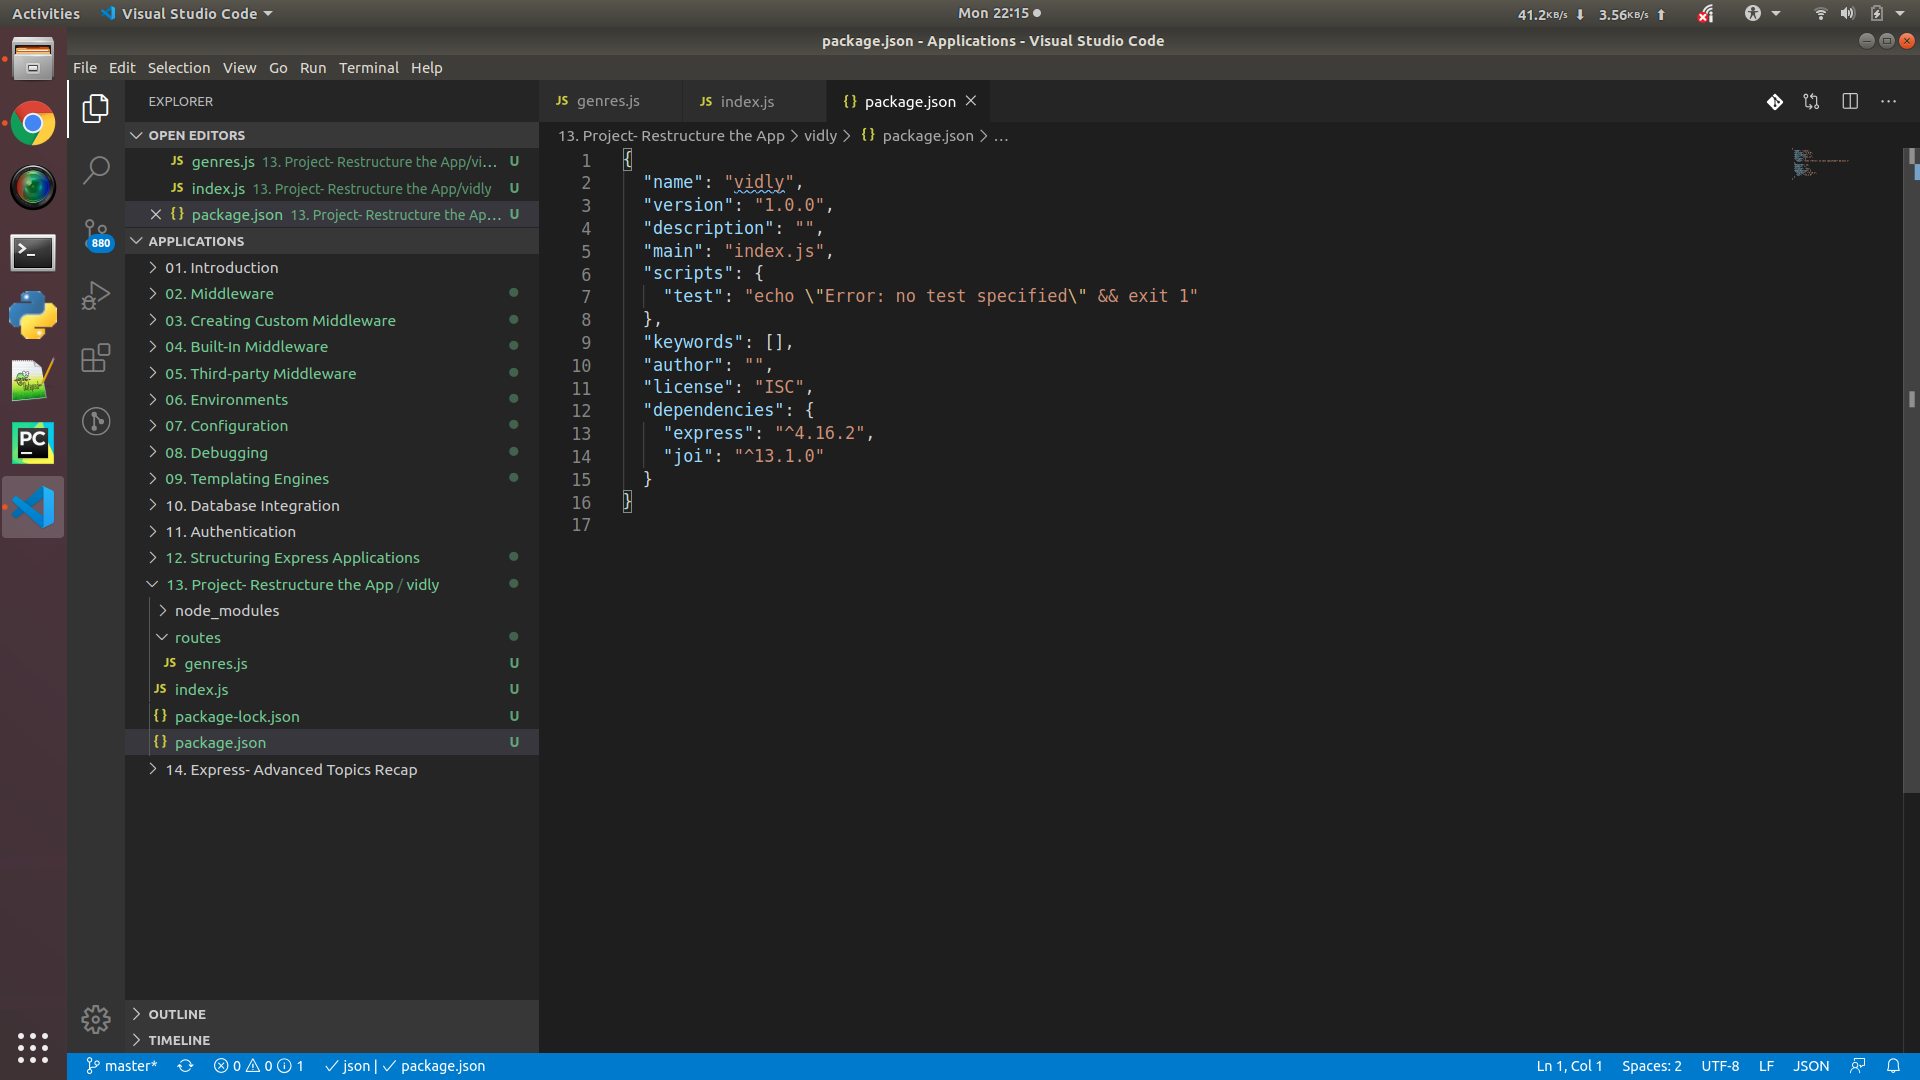 Activities Visual Studio Code Mon 22:15 41.2KB/s 3.56KB/s
package.json - Applications - Visual Studio Code
File Edit Selection View Go Run Terminal Help
EXPLORER
OPEN EDITORS
JS genres.js 13. Project- Restructure the App/vi... U
JS index.js 13. Project- Restructure the App/vidly U
{} package.json 13. Project- Restructure the Ap... U
880
APPLICATIONS
01. Introduction
02. Middleware
03. Creating Custom Middleware
04. Built-In Middleware
05. Third-party Middleware
06. Environments
07. Configuration
08. Debugging
09. Templating Engines
10. Database Integration
11. Authentication
12. Structuring Express Applications
13. Project- Restructure the App / vidly
node_modules
routes
JS genres.js U
JS index.js U
{} package-lock.json U
{} package.json U
14. Express- Advanced Topics Recap
OUTLINE
TIMELINE
PC
JS genres.js JS index.js {} package.json
13. Project- Restructure the App > vidly > {} package.json > ...
1 {
2 "name": "vidly",
3 "version": "1.0.0",
4 "description": "",
5 "main": "index.js",
6 "scripts": {
7 "test": "echo \"Error: no test specified\" && exit 1"
8 },
9 "keywords": [],
10 "author": "",
11 "license": "ISC",
12 "dependencies": {
13 "express": "^4.16.2",
14 "joi": "^13.1.0"
15 }
16 }
17
master* 0 0 1 json | package.json Ln 1, Col 1 Spaces: 2 UTF-8 LF JSON